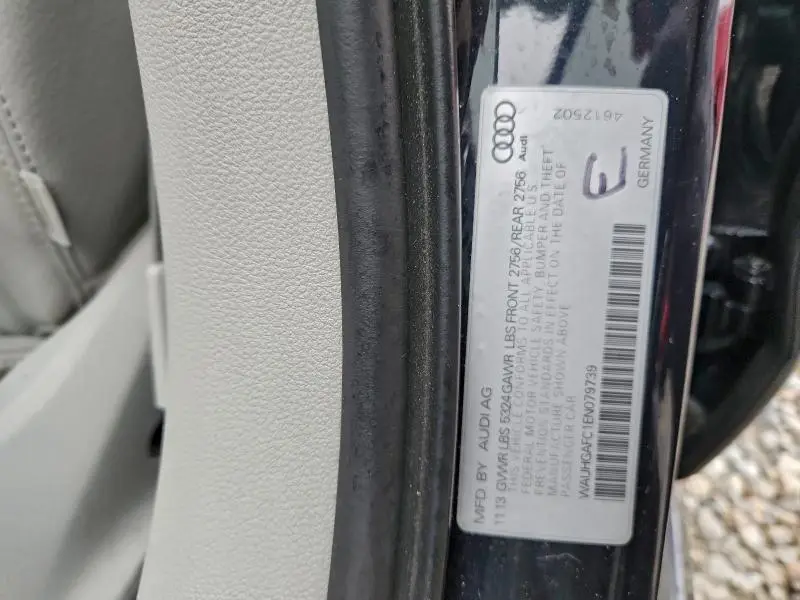 MFD BY AUDI AG
11.13 GVWR LBS 5324 GAWR LBS FRONT 2756/REAR 2756
THIS VEHICLE CONFORMS TO ALL APPLICABLE U S
FEDERAL MOTOR VEHICLE SAFETY, BUMPER AND THEFT
PREVENTION STANDARDS IN EFFECT ON THE DATE OF
MANUFACTURE SHOWN ABOVE
PASSENGER CAR
WAUHGAFC1EN079739
GERMANY
Audi
4612502
E